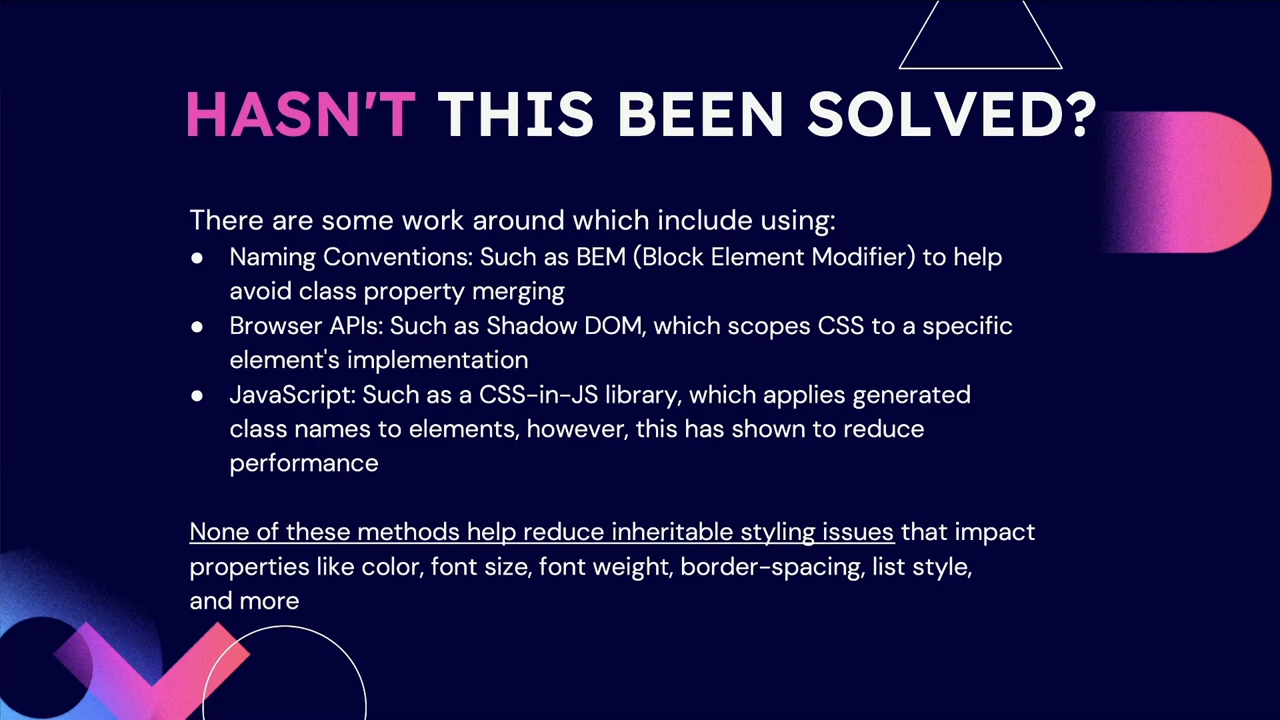 HASN'T THIS BEEN SOLVED?
There are some work around which include using:
● Naming Conventions: Such as BEM (Block Element Modifier) to help
avoid class property merging
● Browser APIs: Such as Shadow DOM, which scopes CSS to a specific
element's implementation
● JavaScript: Such as a CSS-in-JS library, which applies generated
class names to elements, however, this has shown to reduce
performance
None of these methods help reduce inheritable styling issues that impact
properties like color, font size, font weight, border-spacing, list style,
and more